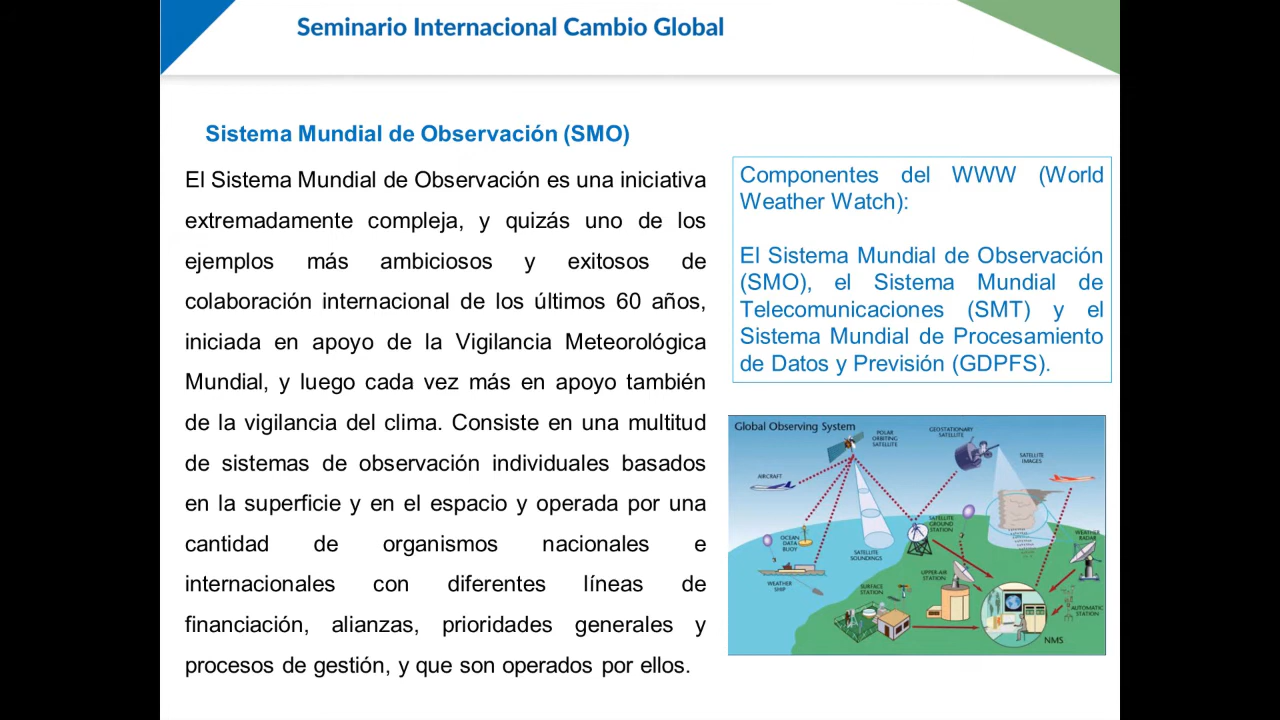 Seminario Internacional Cambio Global
Sistema Mundial de Observación (SMO)
El Sistema Mundial de Observación es una iniciativa
extremadamente compleja, y quizás uno de los
ejemplos más ambiciosos y exitosos de
colaboración internacional de los últimos 60 años,
iniciada en apoyo de la Vigilancia Meteorológica
Mundial, y luego cada vez más en apoyo también
de la vigilancia del clima. Consiste en una multitud
de sistemas de observación individuales basados
en la superficie y en el espacio y operada por una
cantidad de organismos nacionales e
internacionales con diferentes líneas de
financiación, alianzas, prioridades generales y
procesos de gestión, y que son operados por ellos.
Componentes del WWW (World
Weather Watch):
El Sistema Mundial de Observación
(SMO), el Sistema Mundial de
Telecomunicaciones (SMT) y el
Sistema Mundial de Procesamiento
de Datos y Previsión (GDPFS).
Global Observing System
POLAR
ORBITING
SATELLITE
GEOSTATIONARY
SATELLITE
SATELLITE
IMAGES
AIRCRAFT
OCEAN
DATA
BUOY
SATELLITE
GROUND
STATION
WEATHER
RADAR
SATELLITE
SOUNDINGS
WEATHER
SHIP
SURFACE
STATION
UPPER-AIR
STATION
AUTOMATIC
STATION
NMS